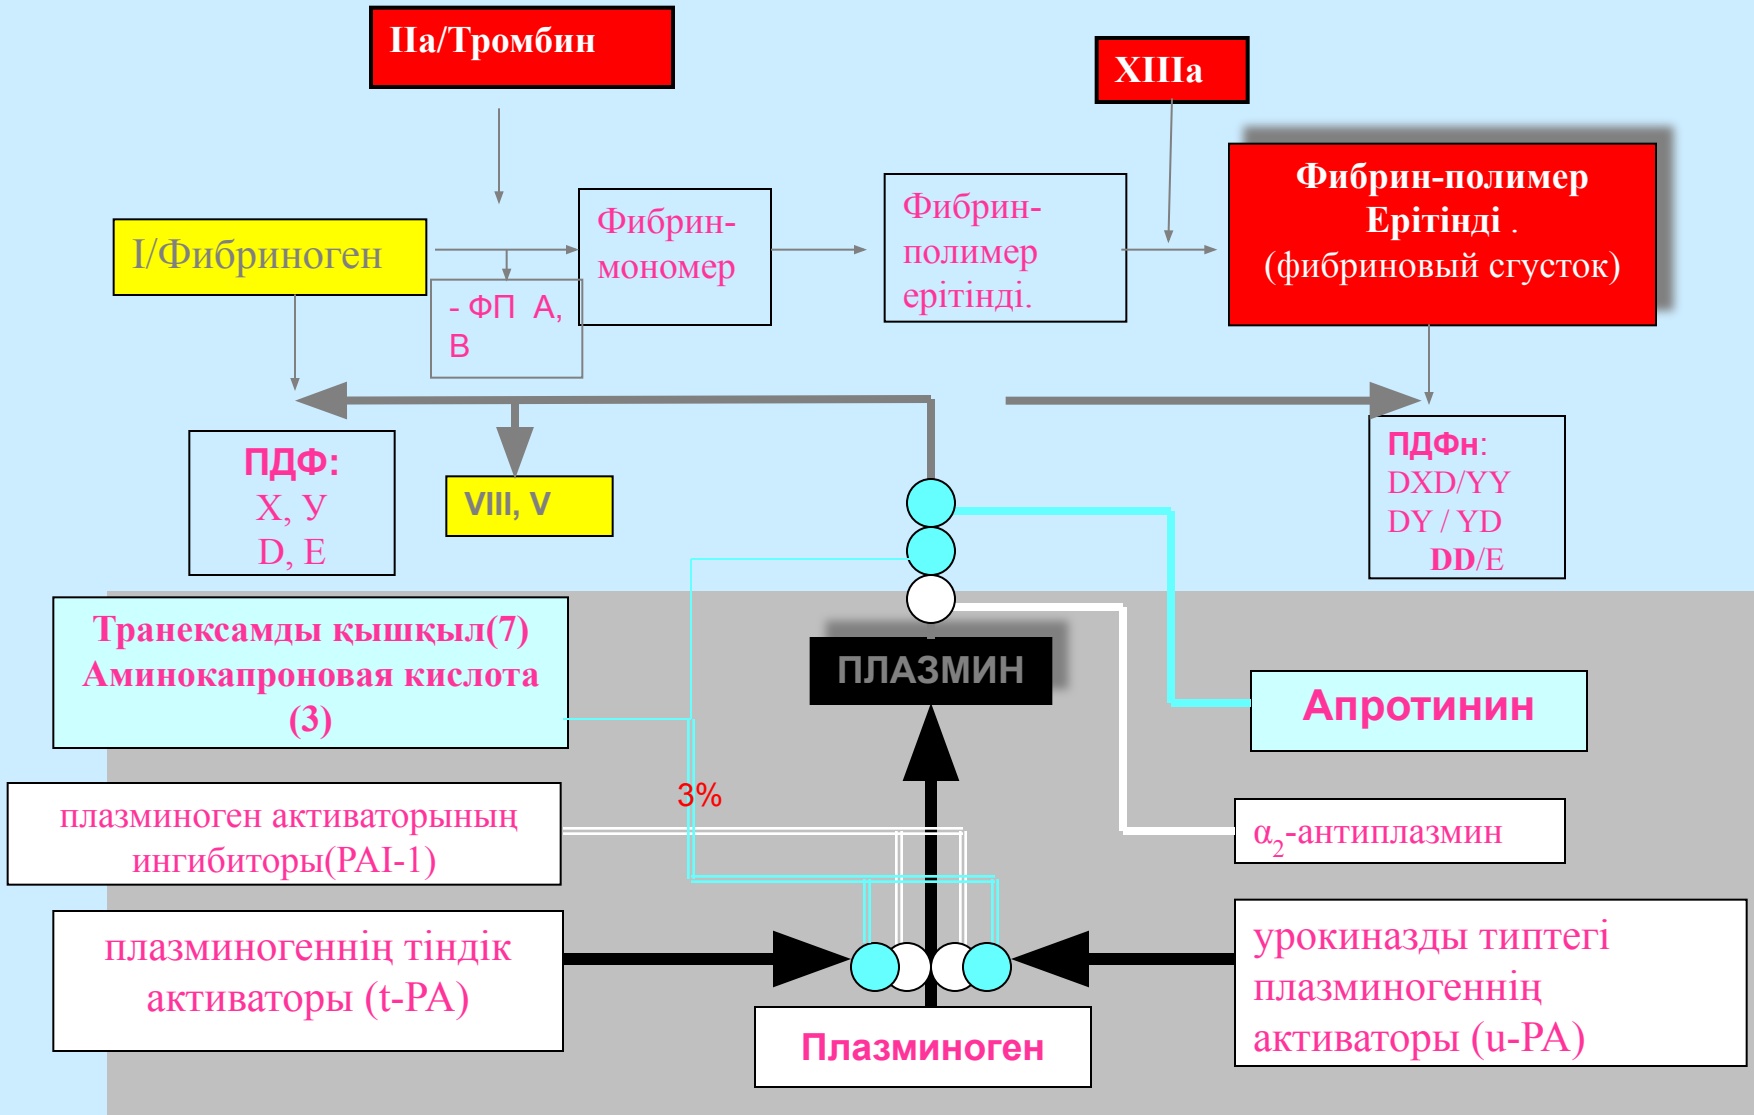 IIа/Тромбин
XIIIа
I/Фибриноген
Фибрин-
мономер
- ФП А,
В
Фибрин-
полимер
ерітінді.
Фибрин-полимер
Ерітінді .
(фибриновый сгусток)
ПДФ:
Х, У
D, E
VIII, V
ПДФн:
DXD/YY
DY / YD
DD/E
Транексамды қышқыл(7)
Аминокапроновая кислота
(3)
ПЛАЗМИН
Апротинин
3%
плазминоген активаторының
ингибиторы(PAI-1)
α2-антиплазмин
плазминогеннің тіндік
активаторы (t-PA)
урокиназды типтегі
плазминогеннің
активаторы (u-PA)
Плазминоген